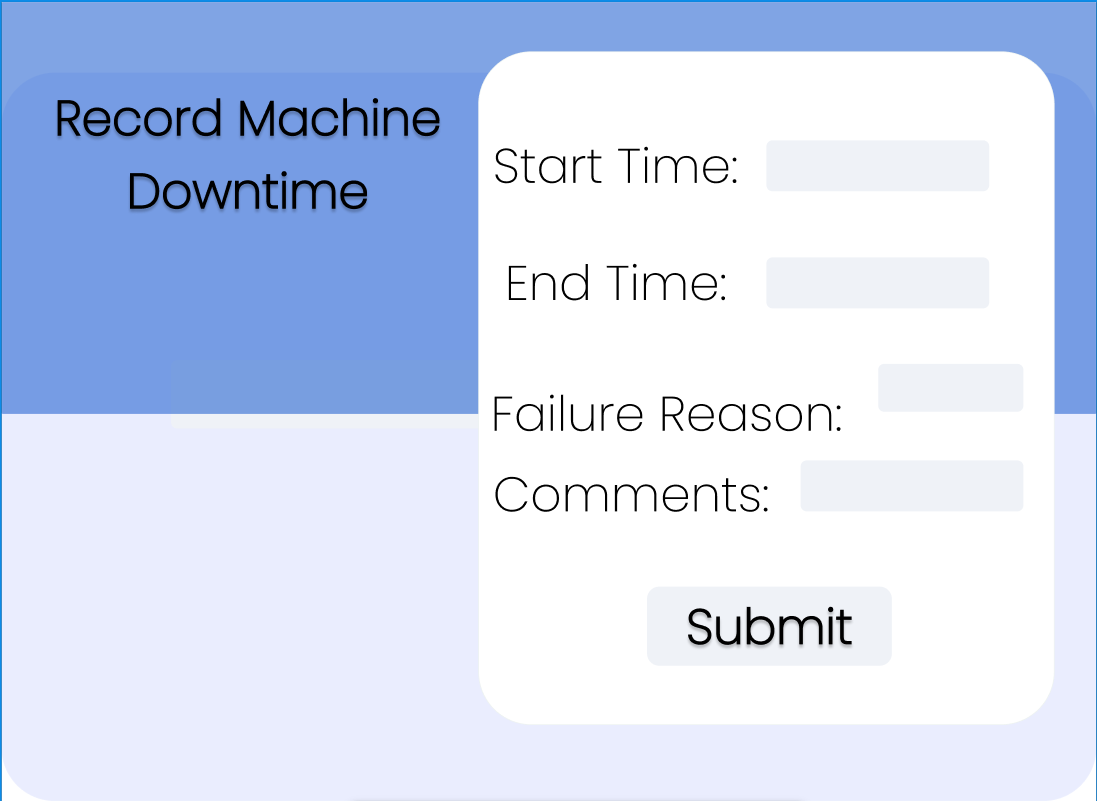 Record Machine
Downtime
Start Time:
End Time:
Failure Reason:
Comments:
Submit